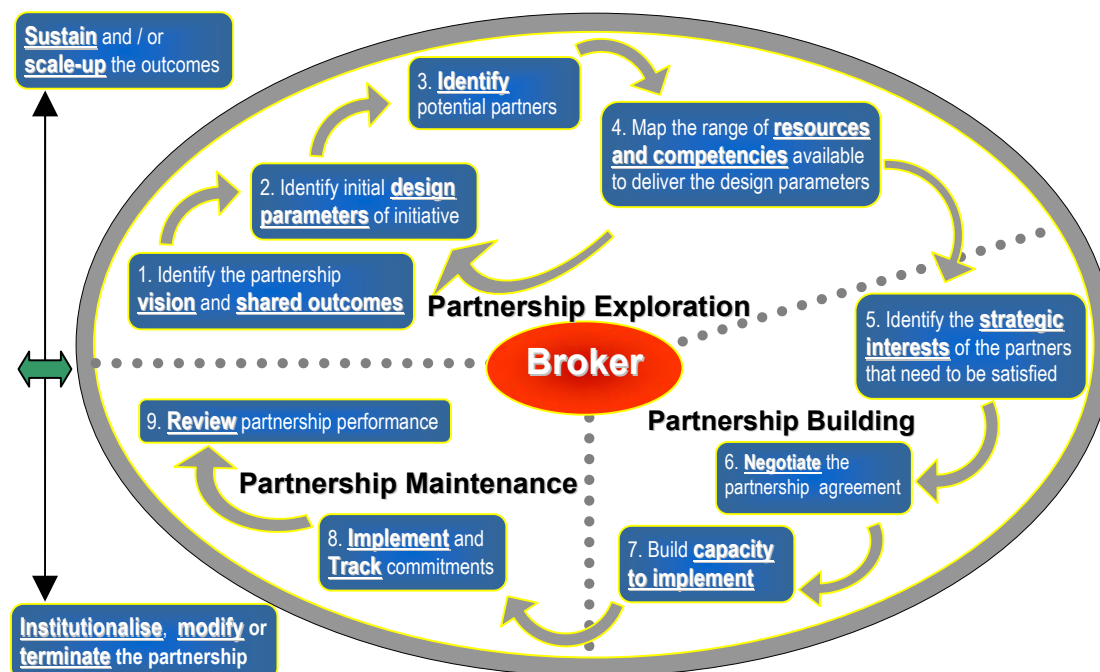 Sustain and / or
scale-up the outcomes
3. Identify
potential partners
4. Map the range of resources
and competencies available
to deliver the design parameters
2. Identify initial design
parameters of initiative
1. Identify the partnership
vision and shared outcomes
Partnership Exploration
5. Identify the strategic
interests of the partners
that need to be satisfied
Broker
9. Review partnership performance
Partnership Building
6. Negotiate the
partnership agreement
Partnership Maintenance
8. Implement and
Track commitments
7. Build capacity
to implement
Institutionalise, modify or
terminate the partnership